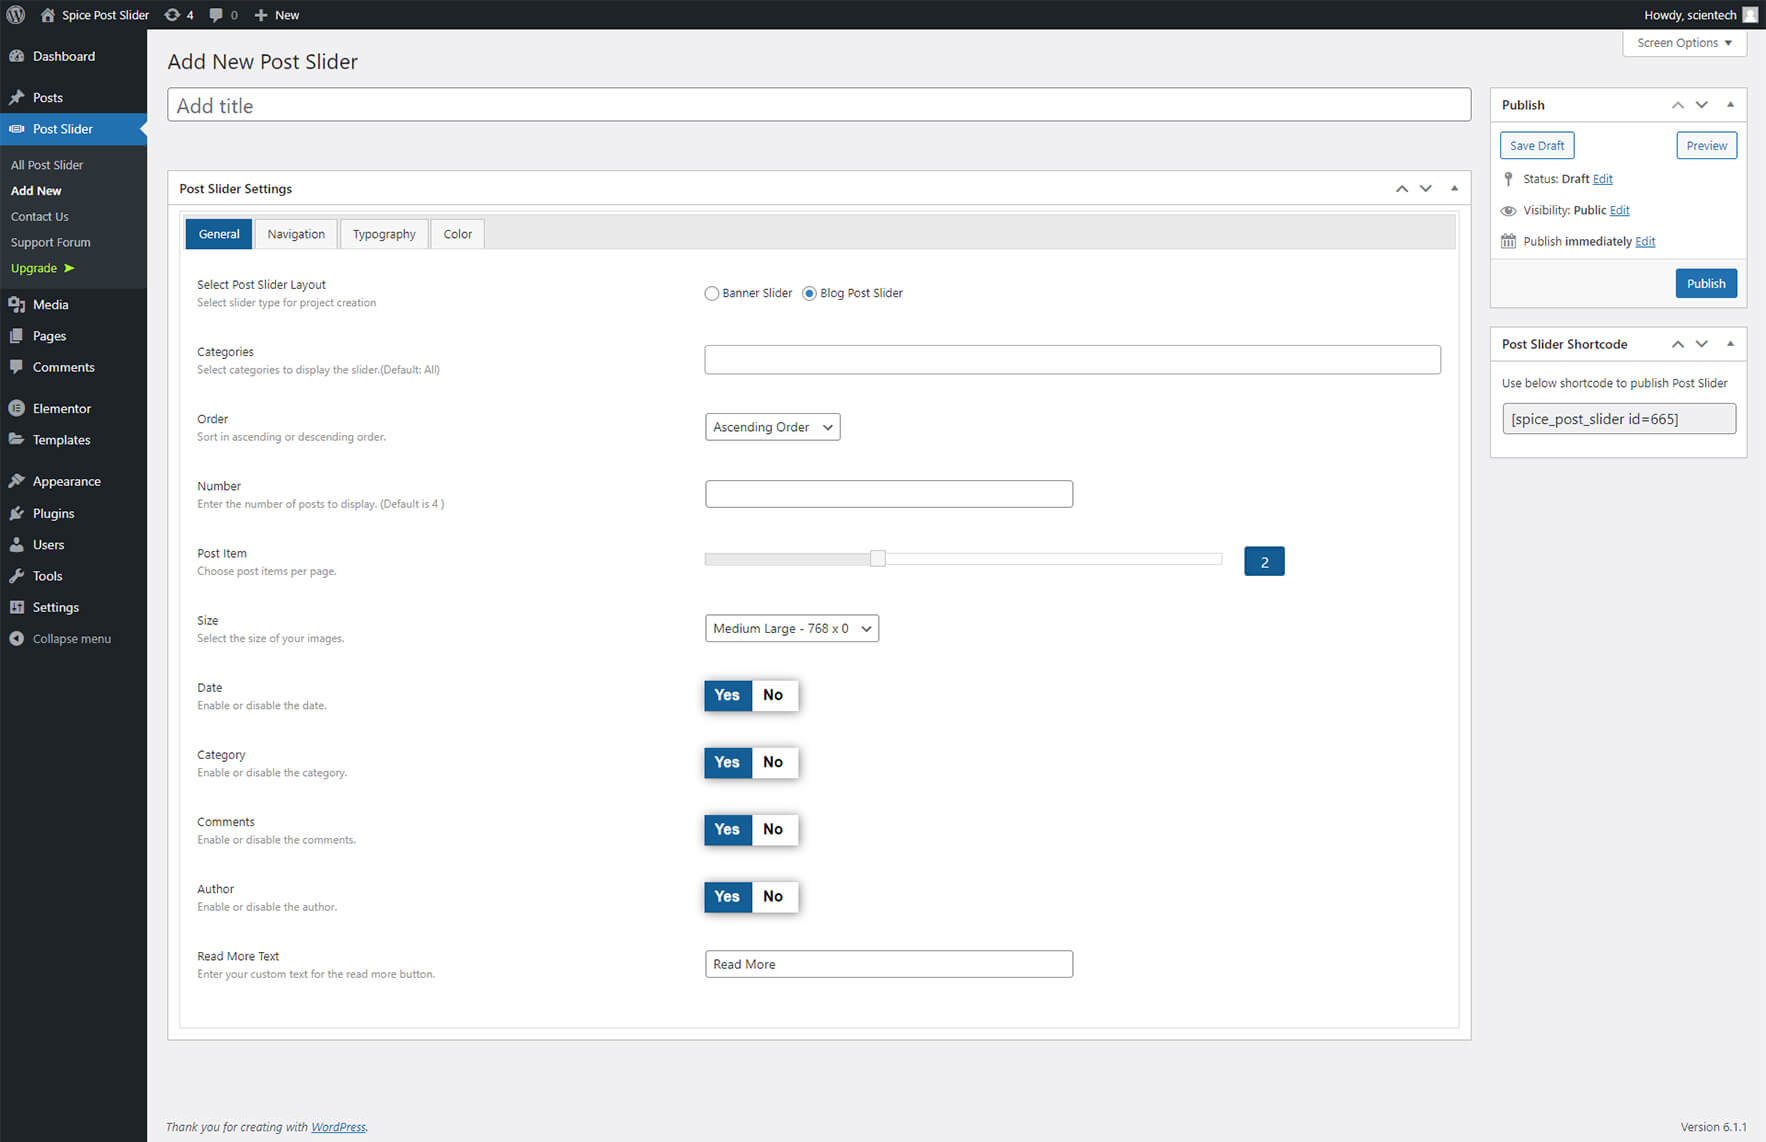 Spice Post Slider 4 0 New
Howdy, scientech
Screen Options
Dashboard
Posts
Post Slider
All Post Slider
Add New
Contact Us
Support Forum
Upgrade
Media
Pages
Comments
Elementor
Templates
Appearance
Plugins
Users
Tools
Settings
Collapse menu
Add New Post Slider
Add title
Post Slider Settings
General Navigation Typography Color
Select Post Slider Layout
Select slider type for project creation
Banner Slider Blog Post Slider
Categories
Select categories to display the slider.(Default: All)
Order
Sort in ascending or descending order.
Ascending Order
Number
Enter the number of posts to display. (Default is 4 )
Post Item
Choose post items per page.
2
Size
Select the size of your images.
Medium Large - 768 x 0
Date
Enable or disable the date.
Yes No
Category
Enable or disable the category.
Yes No
Comments
Enable or disable the comments.
Yes No
Author
Enable or disable the author.
Yes No
Read More Text
Enter your custom text for the read more button.
Read More
Publish
Save Draft Preview
Status: Draft Edit
Visibility: Public Edit
Publish immediately Edit
Publish
Post Slider Shortcode
Use below shortcode to publish Post Slider
[spice_post_slider id=665]
Thank you for creating with WordPress.
Version 6.1.1